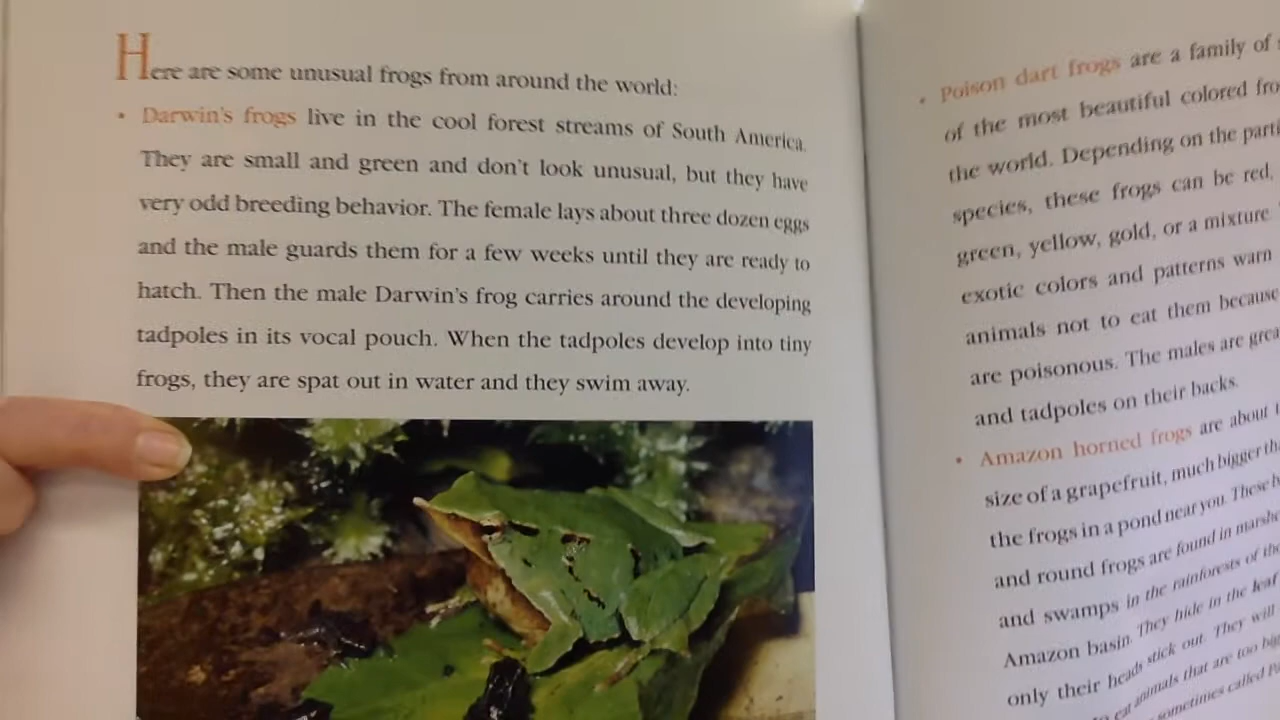 Here are some unusual frogs from around the world:
• Darwin's frogs live in the cool forest streams of South America.
They are small and green and don't look unusual, but they have
very odd breeding behavior. The female lays about three dozen eggs
and the male guards them for a few weeks until they are ready to
hatch. Then the male Darwin's frog carries around the developing
tadpoles in its vocal pouch. When the tadpoles develop into tiny
frogs, they are spat out in water and they swim away.
• Poison dart frogs are a family of
of the most beautiful colored
the world. Depending on the
species, these frogs can be red,
green, yellow, gold, or a mixture
exotic colors and patterns warn
animals not to eat them because
are poisonous. The males are
and tadpoles on their backs.
• Amazon horned frogs are about
size of a grapefruit, much bigger
the frogs in a pond near you. These
and round frogs are found in
and swamps in the rainforests of
Amazon basin. They hide in the leaf
only their heads stick out. They will
eat animals that are too
sometimes called